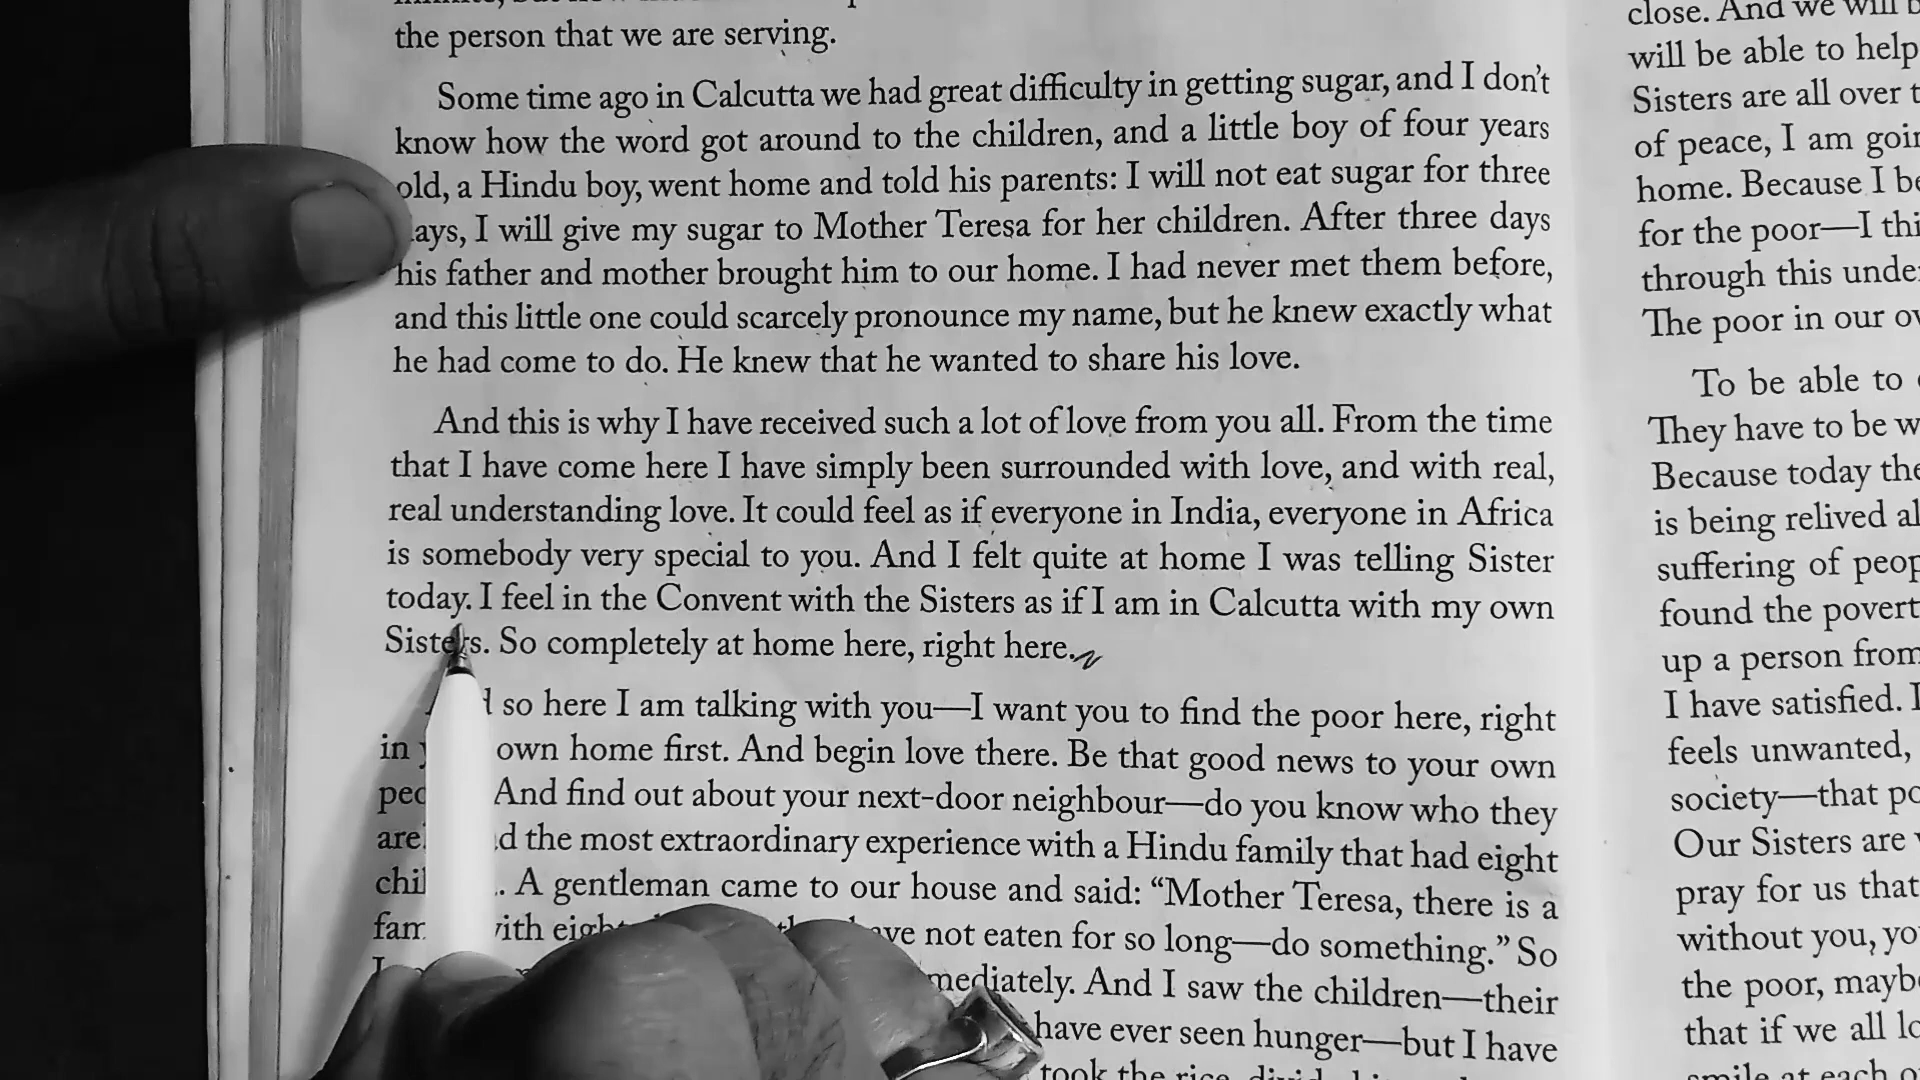 the person that we are serving.
Some time ago in Calcutta we had great difficulty in getting sugar, and I don't
know how the word got around to the children, and a little boy of four years
old, a Hindu boy, went home and told his parents: I will not eat sugar for three
I will give my sugar to Mother Teresa for her children. After three days
his father and mother brought him to our home. I had never met them before,
and this little one could scarcely pronounce my name, but he knew exactly what
he had come to do. He knew that he wanted to share his love.
And this is why I have received such a lot of love from you all. From the time
that I have come here I have simply been surrounded with love, and with real,
real understanding love. It could feel as if everyone in India, everyone in Africa
is somebody very special to you. And I felt quite at home I was telling Sister
today. I feel in the Convent with the Sisters as if I am in Calcutta with my own
Sisters. So completely at home here, right here.
so here I am talking with you—I want you to find the poor here, right
in own home first. And begin love there. Be that good news to your own
And find out about your next-door neighbour—do you know who they
are the most extraordinary experience with a Hindu family that had eight
A gentleman came to our house and said: “Mother Teresa, there is a
not eaten for so long—do something.” So
And I saw the children—their
have ever seen hunger—but I have
took the
close. And we will
will be able to help
Sisters are all over
of peace, I am
home. Because I
for the poor—I
through this
The poor in our
To be able to
They have to be
Because today
is being relived
suffering of
found the
up a person from
I have satisfied.
feels unwanted,
society—that
Our Sisters are
pray for us that
without you,
the poor,
that if we all
at each